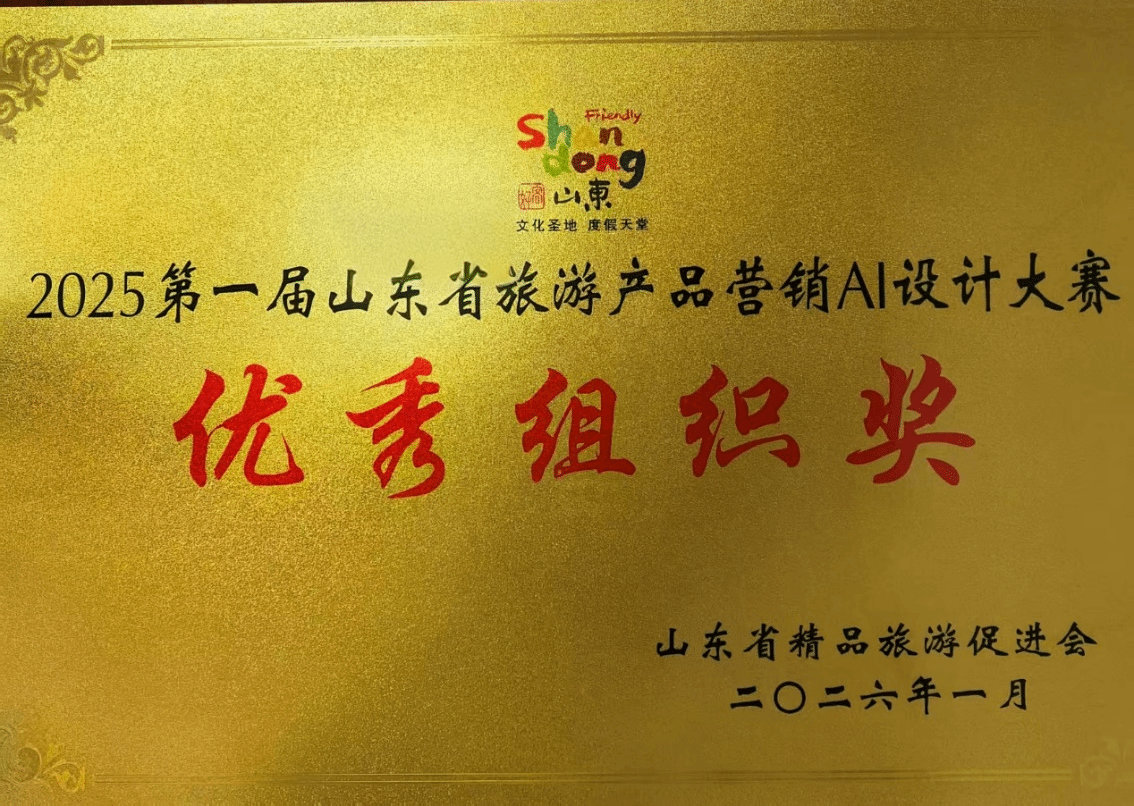 Friendly
Shan
dong
好客 山東
文化圣地 度假天堂
2025第一届山东省旅游产品营销AI设计大赛
优秀组织奖
山东省精品旅游促进会
二〇二六年一月